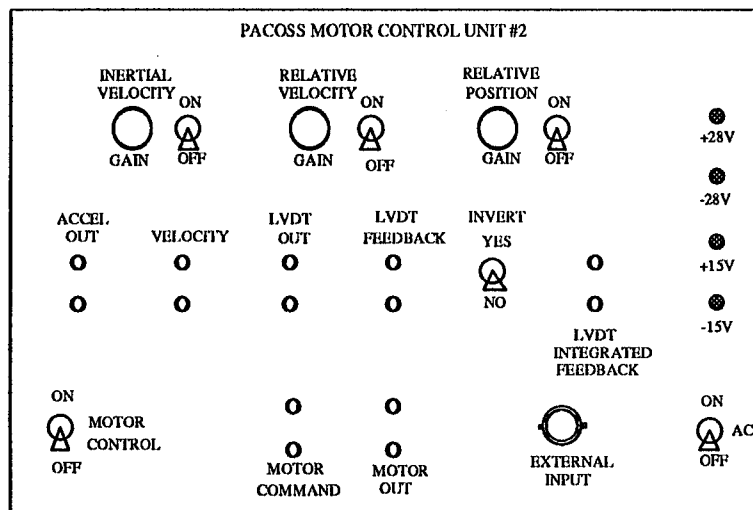 PACOSS MOTOR CONTROL UNIT #2
INERTIAL
VELOCITY
ON
GAIN
OFF
RELATIVE
VELOCITY
ON
GAIN
OFF
RELATIVE
POSITION
ON
GAIN
OFF
+28V
-28V
+15V
-15V
ACCEL
OUT
VELOCITY
LVDT
OUT
LVDT
FEEDBACK
INVERT
YES
NO
LVDT
INTEGRATED
FEEDBACK
ON
MOTOR
CONTROL
OFF
MOTOR
COMMAND
MOTOR
OUT
EXTERNAL
INPUT
ON
AC
OFF